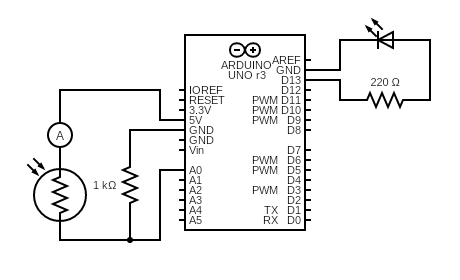 ARDUINO
UNO r3
AREF
GND
D13
D12
PWM D11
PWM D10
PWM D9
D8
D7
PWM D6
PWM D5
D4
PWM D3
D2
TX D1
RX D0
IOREF
RESET
3.3V
5V
GND
GND
Vin
A0
A1
A2
A3
A4
A5
A
1 kΩ
220 Ω